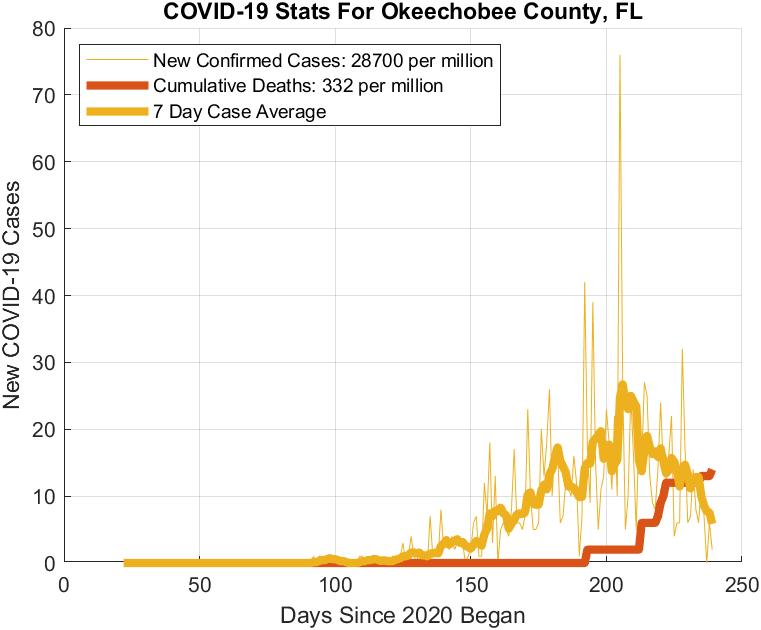 COVID-19 Stats For Okeechobee County, FL
New Confirmed Cases: 28700 per million
Cumulative Deaths: 332 per million
7 Day Case Average
New COVID-19 Cases
80
70
60
50
40
30
20
10
0
0 50 100 150 200 250
Days Since 2020 Began